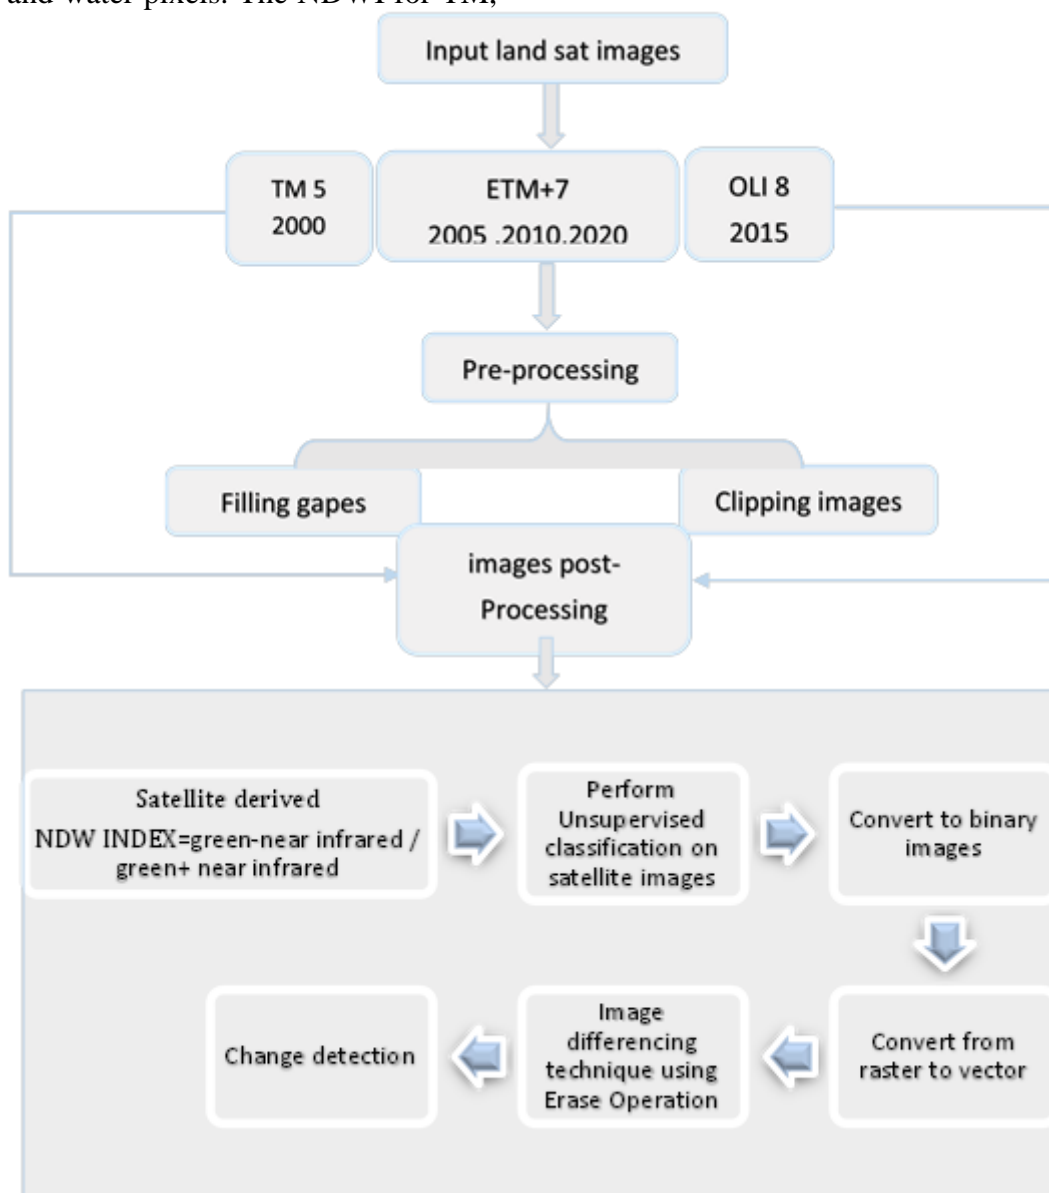 and water pixels. The NDWI for TM,
Input land sat images
TM 5
2000
ETM+7
2005 .2010.2020
OLI 8
2015
Pre-processing
Filling gapes
Clipping images
images post-
Processing
Satellite derived
NDW INDEX=green-near infrared /
green+ near infrared
Perform
Unsupervised
classification on
satellite images
Convert to binary
images
Convert from
raster to vector
Image
differencing
technique using
Erase Operation
Change detection